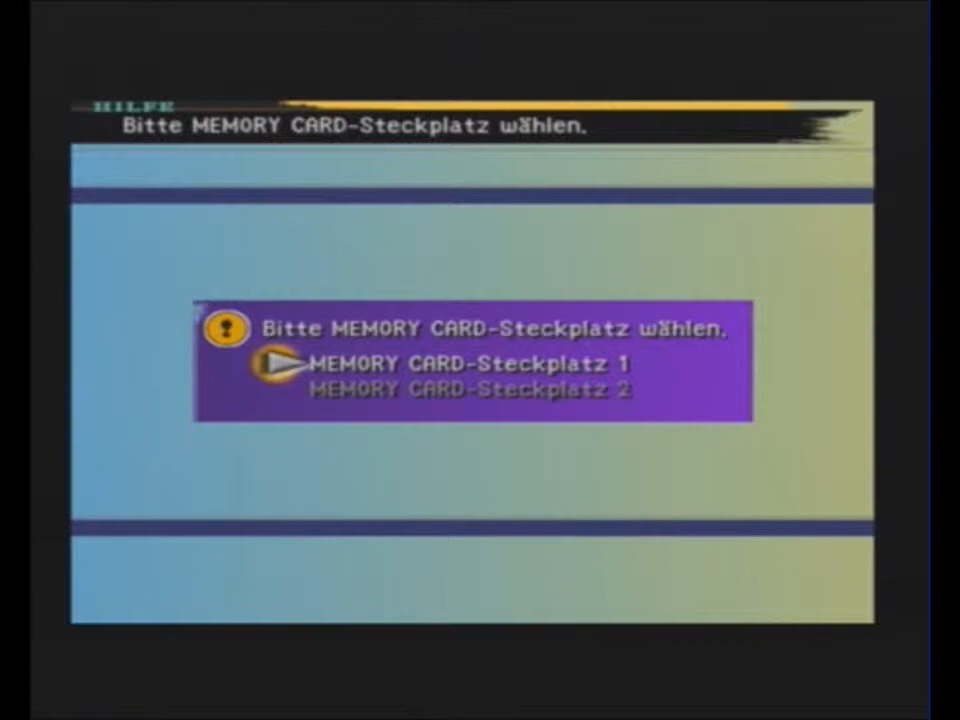 HILFE
Bitte MEMORY CARD-Steckplatz wählen.
Bitte MEMORY CARD-Steckplatz wählen.
MEMORY CARD-Steckplatz 1
MEMORY CARD-Steckplatz 2